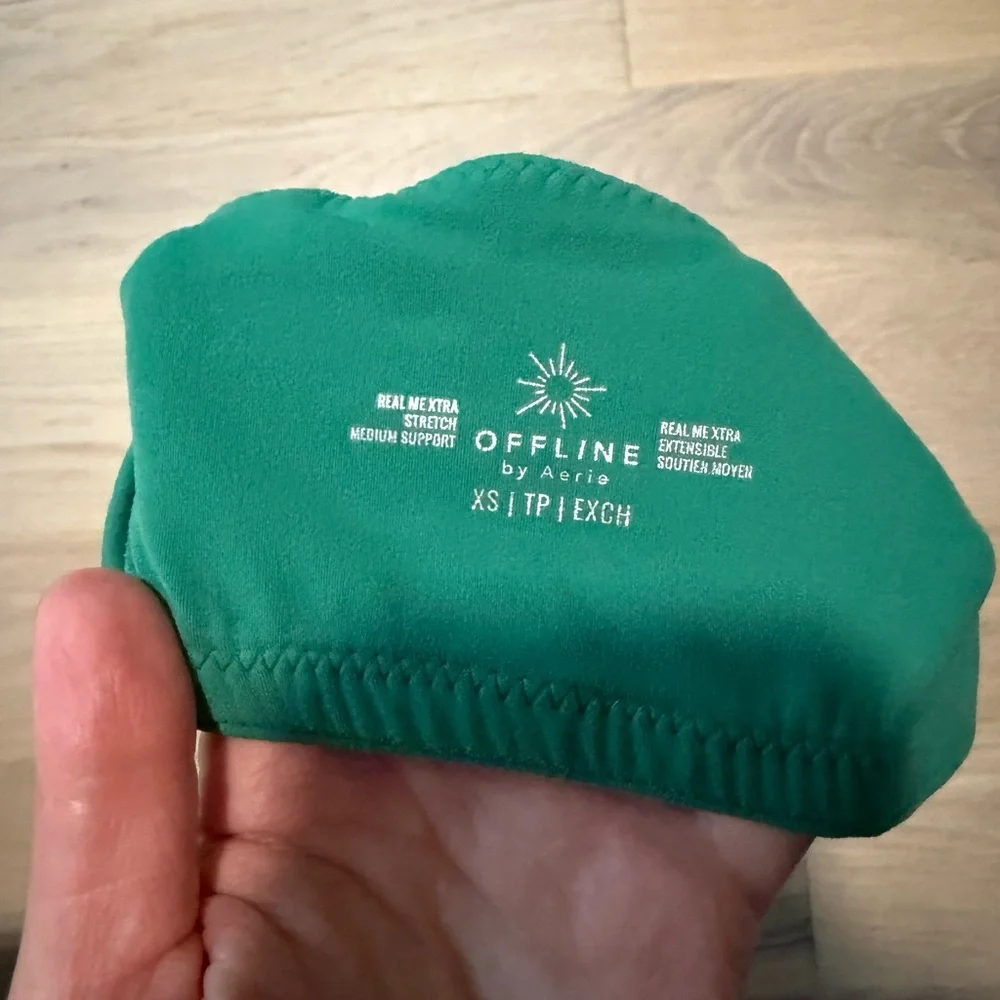 REAL ME XTRA
STRETCH
MEDIUM SUPPORT
OFFLINE
by Aerie
XS | TP | EXCH
REAL ME XTRA
EXTENSIBLE
SOUTIEN MOYEN